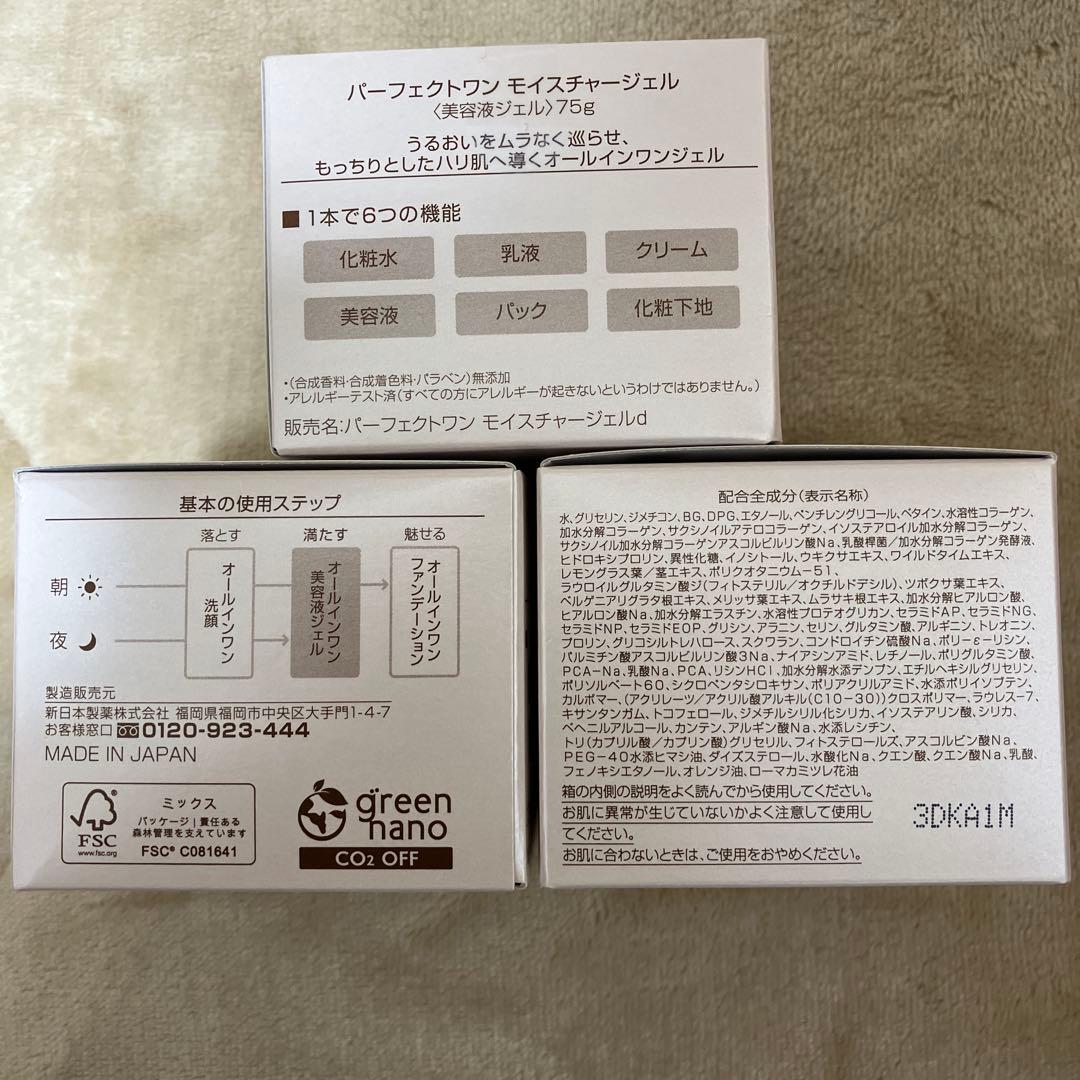 パーフェクトワン モイスチャージェル
〈美容液ジェル〉75g
うるおいをムラなく巡らせ、
もっちりとしたハリ肌へ導くオールインワンジェル
■ 1本で6つの機能
化粧水
乳液
クリーム
美容液
パック
化粧下地
・(合成香料・合成着色料・パラベン)無添加
・アレルギーテスト済(すべての方にアレルギーが起きないというわけではありません。)
販売名:パーフェクトワン モイスチャージェルd
基本の使用ステップ
落とす
満たす
魅せる
朝
夜
オールインワン
洗顔
オールインワン
美容液ジェル
オールインワン
ファンデーション
製造販売元
新日本製薬株式会社 福岡県福岡市中央区大手門1-4-7
お客様窓口 0120-923-444
MADE IN JAPAN
FSC
www.fsc.org
ミックス
パッケージ|責任ある
森林管理を支えています
FSC® C081641
green
nano
CO2 OFF
配合全成分(表示名称)
水、グリセリン、ジメチコン、BG、DPG、エタノール、ペンチレングリコール、ベタイン、水溶性コラーゲン、
加水分解コラーゲン、サクシノイルアテロコラーゲン、イソステアロイル加水分解コラーゲン、
サクシノイル加水分解コラーゲンアスコルビルリン酸Na、乳酸桿菌/加水分解コラーゲン発酵液、
ヒドロキシプロリン、異性化糖、イノシトール、ウキクサエキス、ワイルドタイムエキス、
レモングラス葉/茎エキス、ポリクオタニウム-51、
ラウロイルグルタミン酸ジ(フィトステリル/オクチルドデシル)、ツボクサ葉エキス、
ベルゲニアリグラタ根エキス、メリッサ葉エキス、ムラサキ根エキス、加水分解ヒアルロン酸、
ヒアルロン酸Na、加水分解エラスチン、水溶性プロテオグリカン、セラミドAP、セラミドNG、
セラミドNP、セラミドEOP、グリシン、アラニン、セリン、グルタミン酸、アルギニン、トレオニン、
プロリン、グリコシルトレハロース、スクワラン、コンドロイチン硫酸Na、ポリ-ε-リシン、
パルミチン酸アスコルビルリン酸3Na、ナイアシンアミド、レチノール、ポリグルタミン酸、
PCA-Na、乳酸Na、PCA、リシンHCl、加水分解水添デンプン、エチルヘキシルグリセリン、
ポリソルベート60、シクロペンタシロキサン、ポリアクリルアミド、水添ポリイソブテン、
カルボマー、(アクリレーツ/アクリル酸アルキル(C10-30))クロスポリマー、ラウレス-7、
キサンタンガム、トコフェロール、ジメチルシリル化シリカ、イソステアリン酸、シリカ、
ベヘニルアルコール、カンテン、アルギン酸Na、水添レシチン、
トリ(カプリル酸/カプリン酸)グリセリル、フィトステロールズ、アスコルビン酸Na、
PEG-40水添ヒマシ油、ダイズステロール、水酸化Na、クエン酸、クエン酸Na、乳酸、
フェノキシエタノール、オレンジ油、ローマカミツレ花油
箱の内側の説明をよく読んでから使用してください。
お肌に異常が生じていないかよく注意して使用し
てください。
お肌に合わないときは、ご使用をおやめください。
3DKA1M